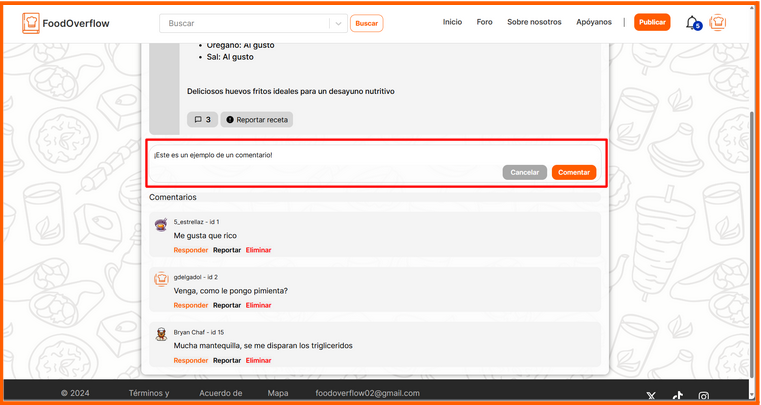 FoodOverflow
Buscar
Buscar
Inicio
Foro
Sobre nosotros
Apóyanos
|
Publicar
5
• Orégano: Al gusto
• Sal: Al gusto
Deliciosos huevos fritos ideales para un desayuno nutritivo
3
Reportar receta
¡Este es un ejemplo de un comentario!
Cancelar
Comentar
Comentarios
5_estrellaz - id 1
Me gusta que rico
Responder Reportar Eliminar
gdelgadol - id 2
Venga, como le pongo pimienta?
Responder Reportar Eliminar
Bryan Chaf - id 15
Mucha mantequilla, se me disparan los trigliceridos
Responder Reportar Eliminar
© 2024
Términos y
Acuerdo de
Mapa
foodoverflow02@gmail.com